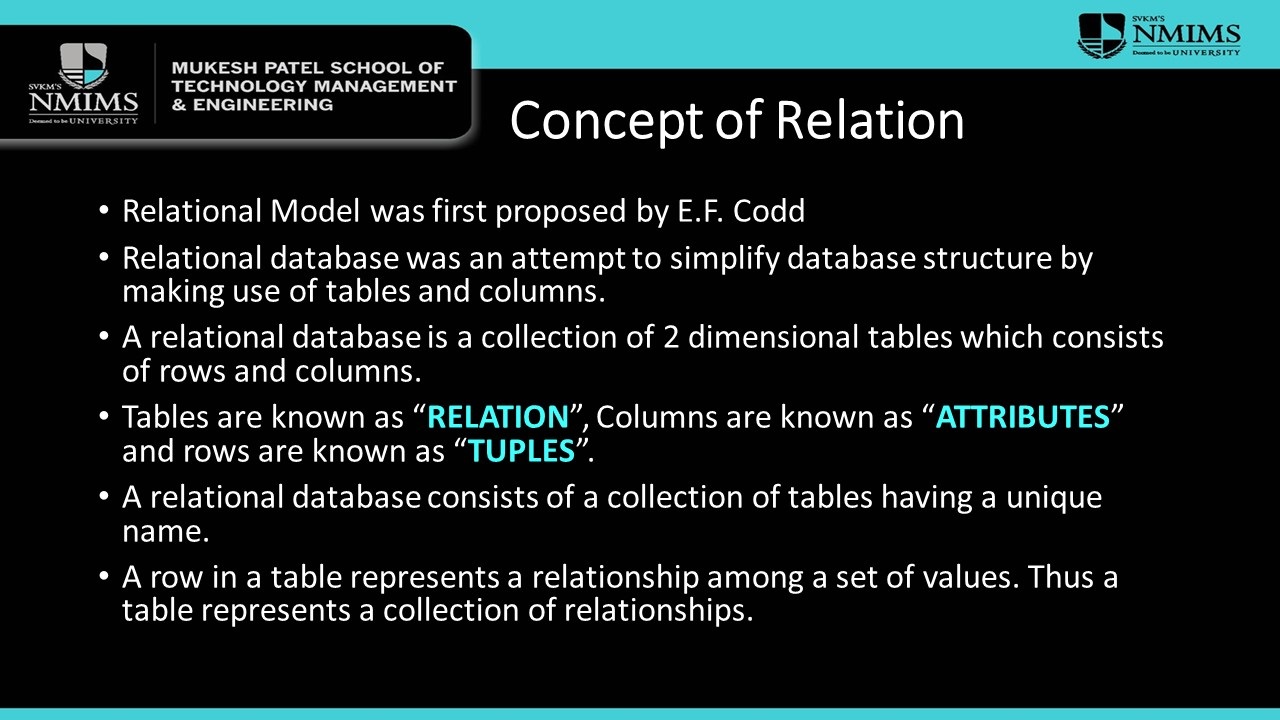 SVKM'S
NMIMS
Deemed to be UNIVERSITY
SVKM'S
NMIMS
Deemed to be UNIVERSITY
MUKESH PATEL SCHOOL OF
TECHNOLOGY MANAGEMENT
& ENGINEERING
Concept of Relation
• Relational Model was first proposed by E.F. Codd
• Relational database was an attempt to simplify database structure by
making use of tables and columns.
• A relational database is a collection of 2 dimensional tables which consists
of rows and columns.
• Tables are known as “RELATION”, Columns are known as “ATTRIBUTES”
and rows are known as “TUPLES”.
• A relational database consists of a collection of tables having a unique
name.
• A row in a table represents a relationship among a set of values. Thus a
table represents a collection of relationships.